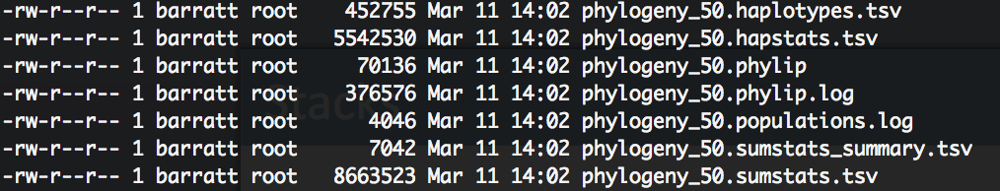 -rw-r--r-- 1 barratt root 452755 Mar 11 14:02 phylogeny_50.haplotypes.tsv
-rw-r--r-- 1 barratt root 5542530 Mar 11 14:02 phylogeny_50.hapstats.tsv
-rw-r--r-- 1 barratt root 70136 Mar 11 14:02 phylogeny_50.phylip
-rw-r--r-- 1 barratt root 376576 Mar 11 14:02 phylogeny_50.phylip.log
Stacks
-rw-r--r-- 1 barratt root 4046 Mar 11 14:02 phylogeny_50.populations.log
-rw-r--r-- 1 barratt root 7042 Mar 11 14:02 phylogeny_50.sumstats_summary.tsv
-rw-r--r-- 1 barratt root 8663523 Mar 11 14:02 phylogeny_50.sumstats.tsv